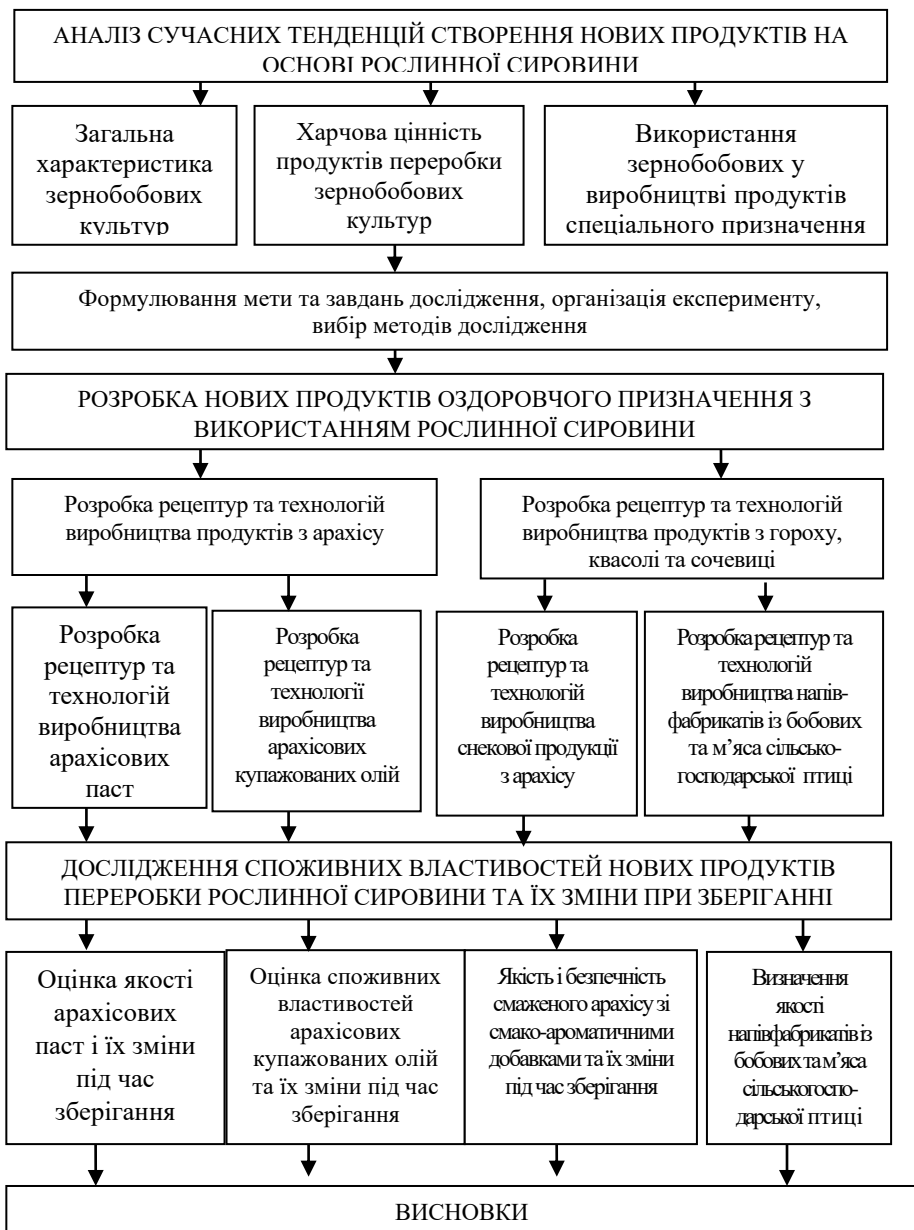 АНАЛІЗ СУЧАСНИХ ТЕНДЕНЦІЙ СТВОРЕННЯ НОВИХ ПРОДУКТІВ НА
ОСНОВІ РОСЛИННОЇ СИРОВИНИ
Загальна
характеристика
зернобобових
культур
Харчова цінність
продуктів переробки
зернобобових
культур
Використання
зернобобових у
виробництві продуктів
спеціального призначення
Формулювання мети та завдань дослідження, організація експерименту,
вибір методів дослідження
РОЗРОБКА НОВИХ ПРОДУКТІВ ОЗДОРОВЧОГО ПРИЗНАЧЕННЯ З
ВИКОРИСТАННЯМ РОСЛИННОЇ СИРОВИНИ
Розробка рецептур та технологій
виробництва продуктів з арахісу
Розробка рецептур та технологій
виробництва продуктів з гороху,
квасолі та сочевиці
Розробка
рецептур та
технологій
виробництва
арахісових
паст
Розробка
рецептур та
технології
виробництва
арахісових
купажованих олій
Розробка
рецептур та
технологій
виробництва
снекової продукції
з арахісу
Розробка рецептур та
технологій
виробництва напів-
фабрикатів із бобових
та м’яса сільсько-
господарської птиці
ДОСЛІДЖЕННЯ СПОЖИВНИХ ВЛАСТИВОСТЕЙ НОВИХ ПРОДУКТІВ
ПЕРЕРОБКИ РОСЛИННОЇ СИРОВИНИ ТА ЇХ ЗМІНИ ПРИ ЗБЕРІГАННІ
Оцінка якості
арахісових
паст і їх зміни
під час
зберігання
Оцінка споживних
властивостей
арахісових
купажованих олій
та їх зміни під час
зберігання
Якість і безпечність
смаженого арахісу зі
смако-ароматичними
добавками та їх зміни
під час зберігання
Визначення
якості
напівфабрикатів із
бобових та м’яса
сільськогоспо-
дарської птиці
ВИСНОВКИ